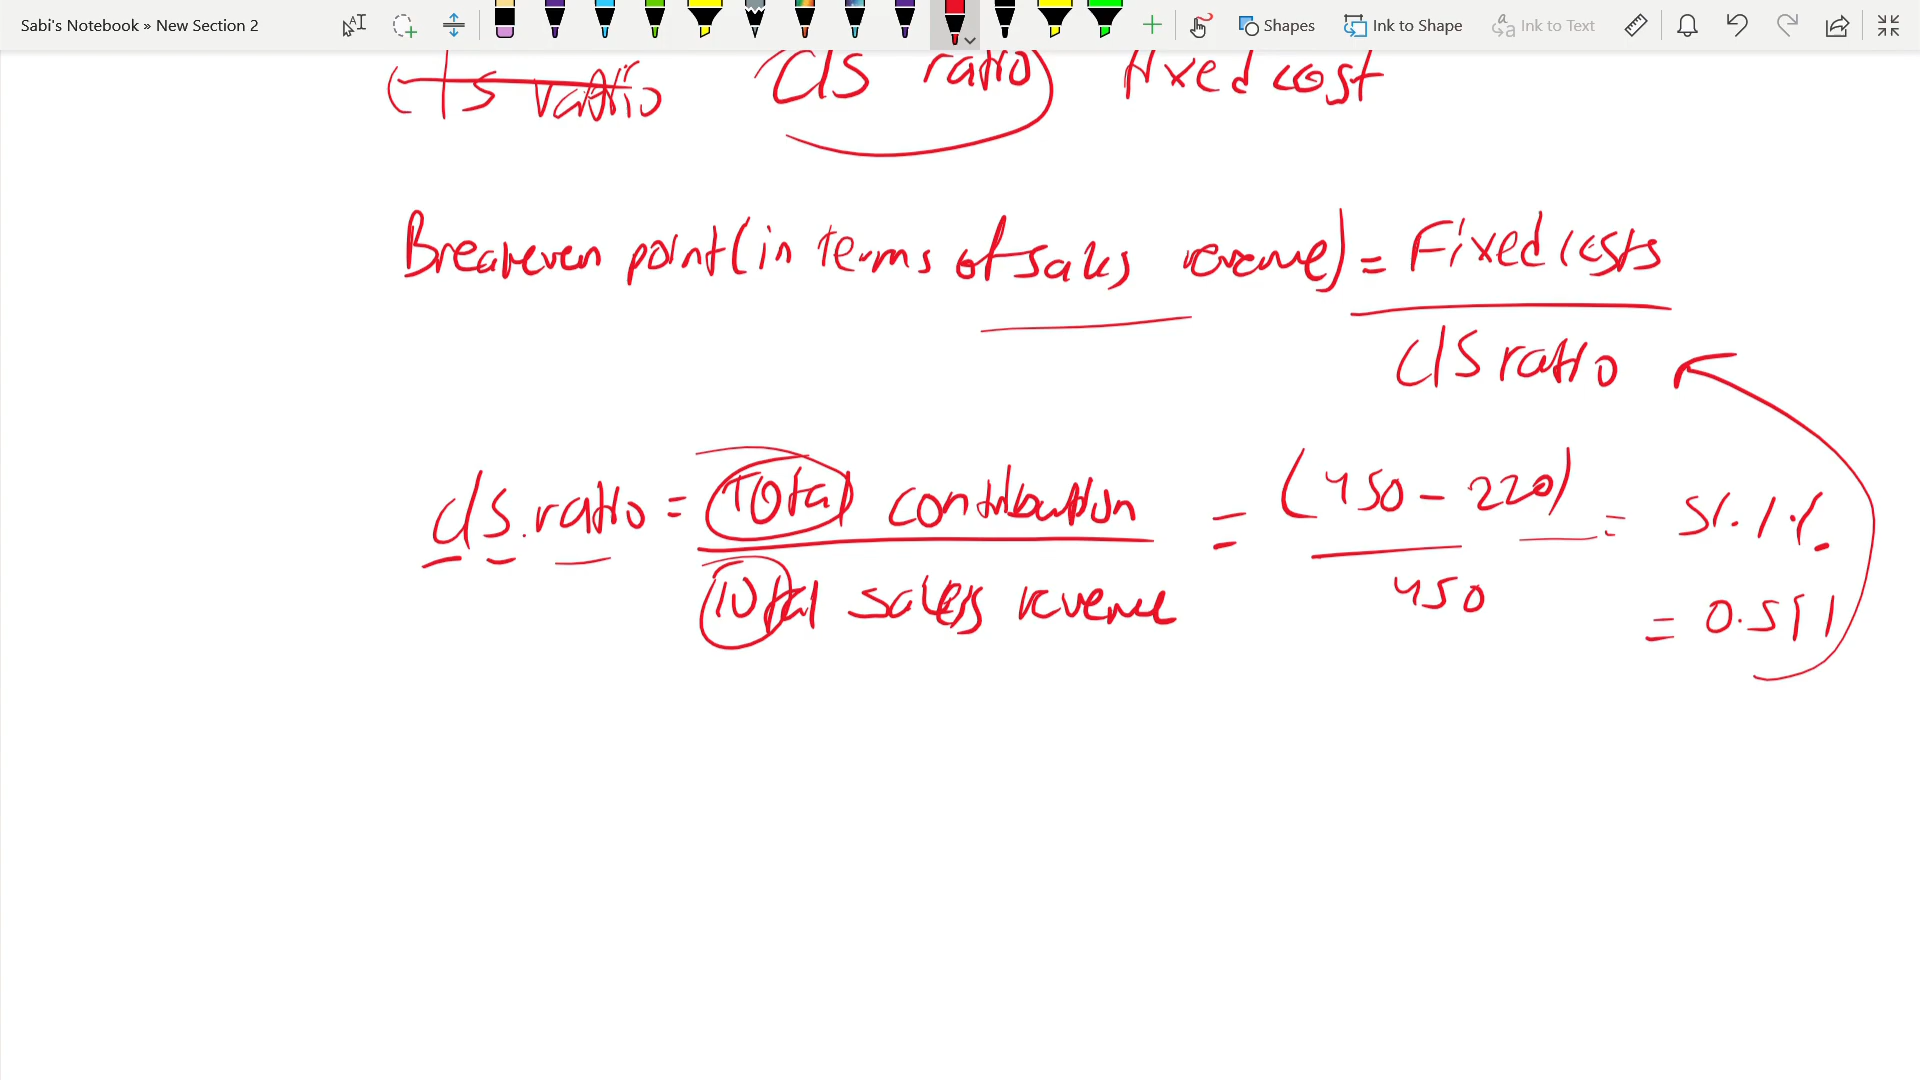 Sabi's Notebook » New Section 2
Shapes Ink to Shape Ink to Text
C/S ratio fixed cost
Breakeven point (in terms of sales revenue) = Fixed costs
C/S ratio
C/S. ratio = Total contribution = (450 - 220) = 51.1%
Total sales revenue 450 = 0.511